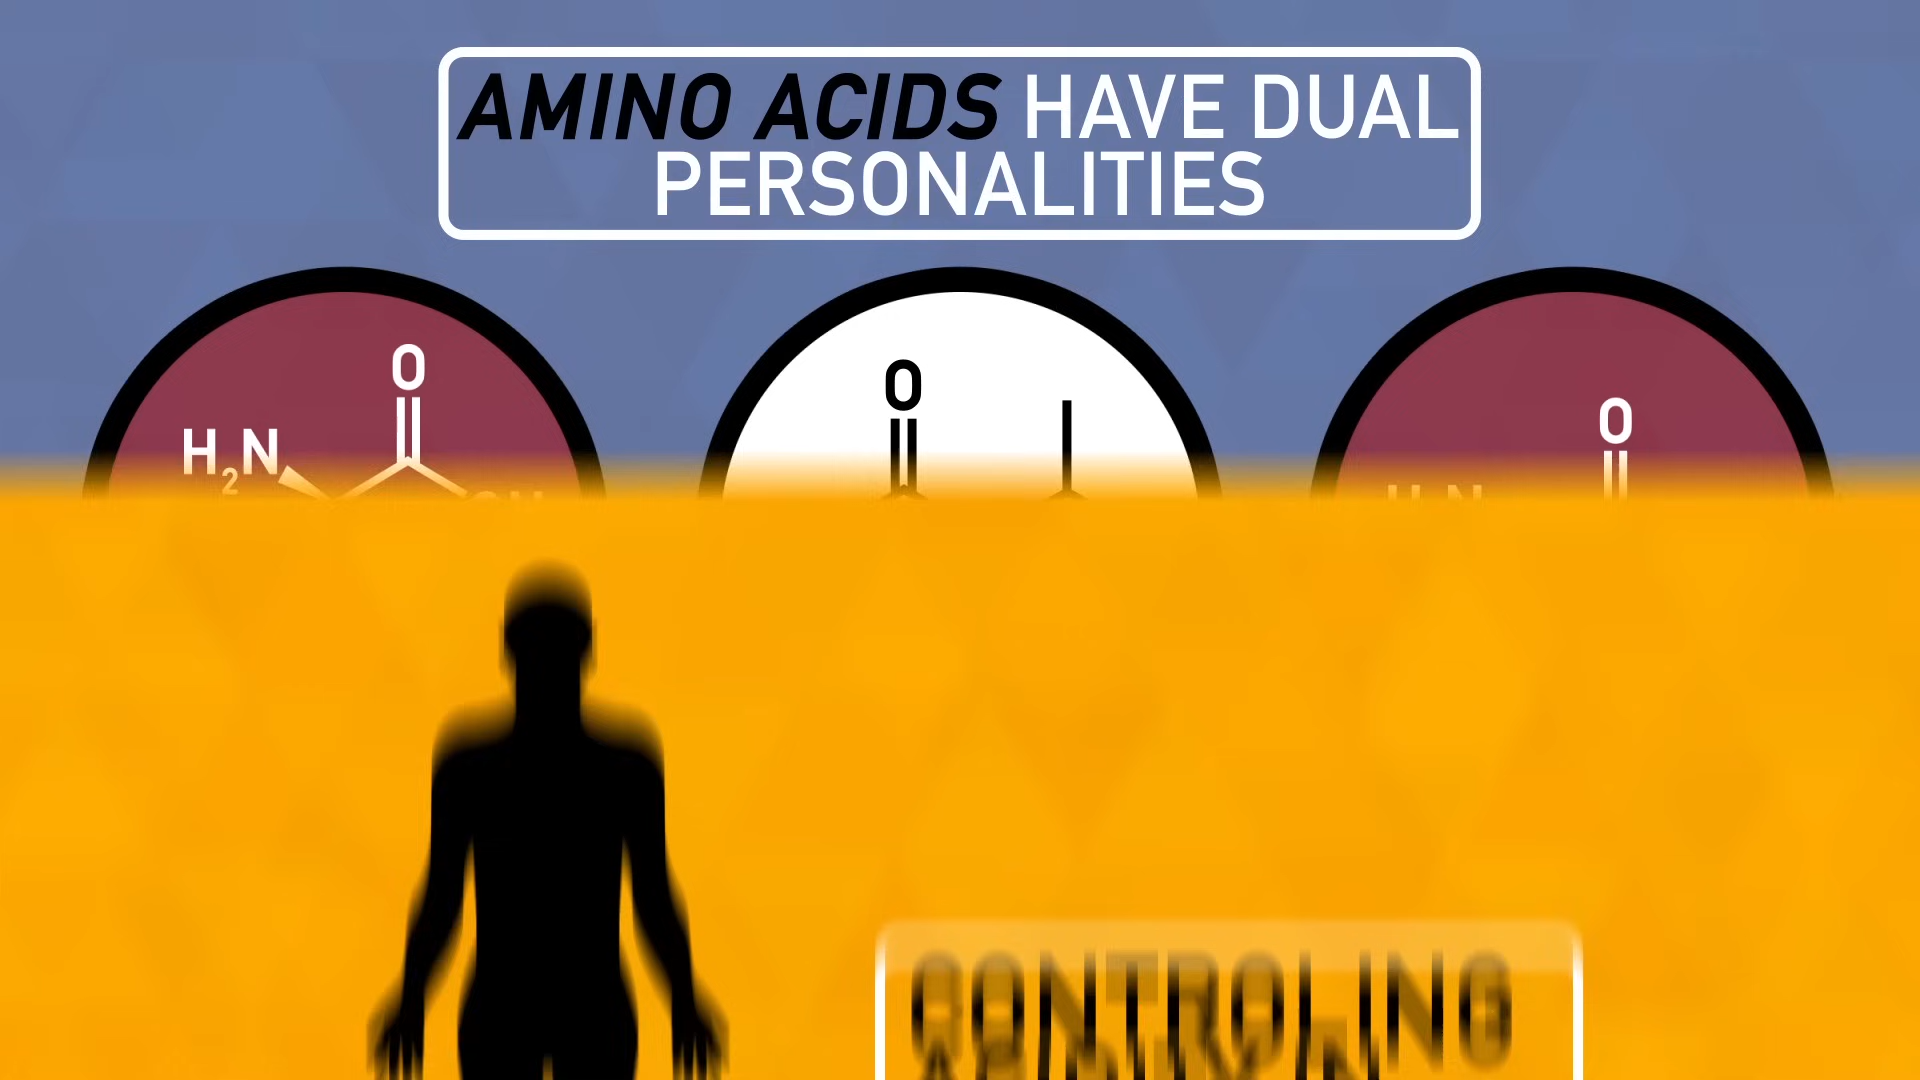 AMINO ACIDS HAVE DUAL
PERSONALITIES
O
H2N
O
O
CONTROLING